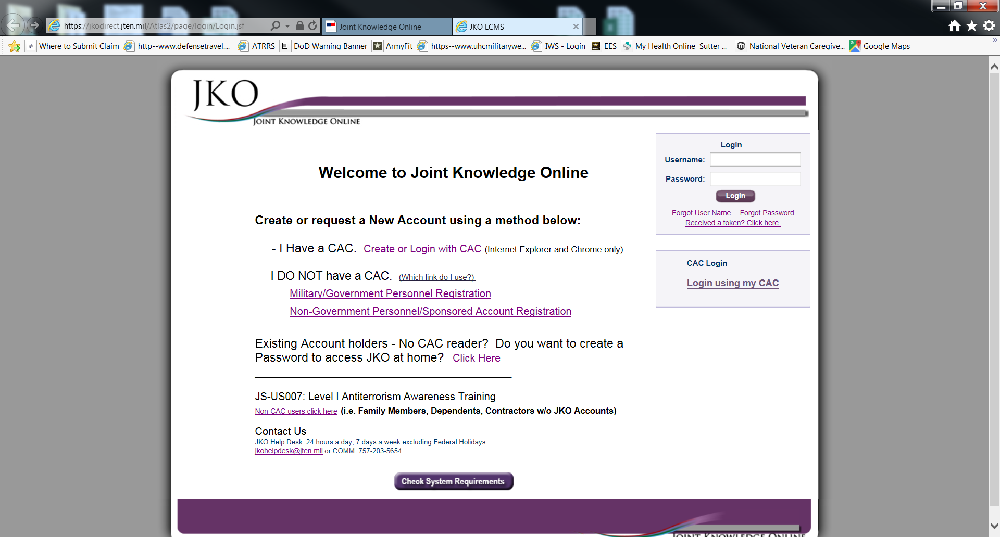 https://jkodirect.jten.mil/Atlas2/page/login/Login.jsf
Joint Knowledge Online
JKO LCMS
Where to Submit Claim
http--www.defensetravel....
ATRRS
DoD Warning Banner
ArmyFit
https--www.uhcmilitarywe...
IWS - Login
EES
My Health Online Sutter ...
National Veteran Caregive...
Google Maps
JKO
JOINT KNOWLEDGE ONLINE
Login
Username:
Password:
Login
Forgot User Name Forgot Password
Received a token? Click here.
CAC Login
Login using my CAC
Welcome to Joint Knowledge Online
Create or request a New Account using a method below:
- I Have a CAC. Create or Login with CAC (Internet Explorer and Chrome only)
- I DO NOT have a CAC. (Which link do I use?)
Military/Government Personnel Registration
Non-Government Personnel/Sponsored Account Registration
Existing Account holders - No CAC reader? Do you want to create a
Password to access JKO at home? Click Here
JS-US007: Level I Antiterrorism Awareness Training
Non-CAC users click here (i.e. Family Members, Dependents, Contractors w/o JKO Accounts)
Contact Us
JKO Help Desk: 24 hours a day, 7 days a week excluding Federal Holidays
jkohelpdesk@jten.mil or COMM: 757-203-5654
Check System Requirements
JOINT KNOWLEDGE ONLINE